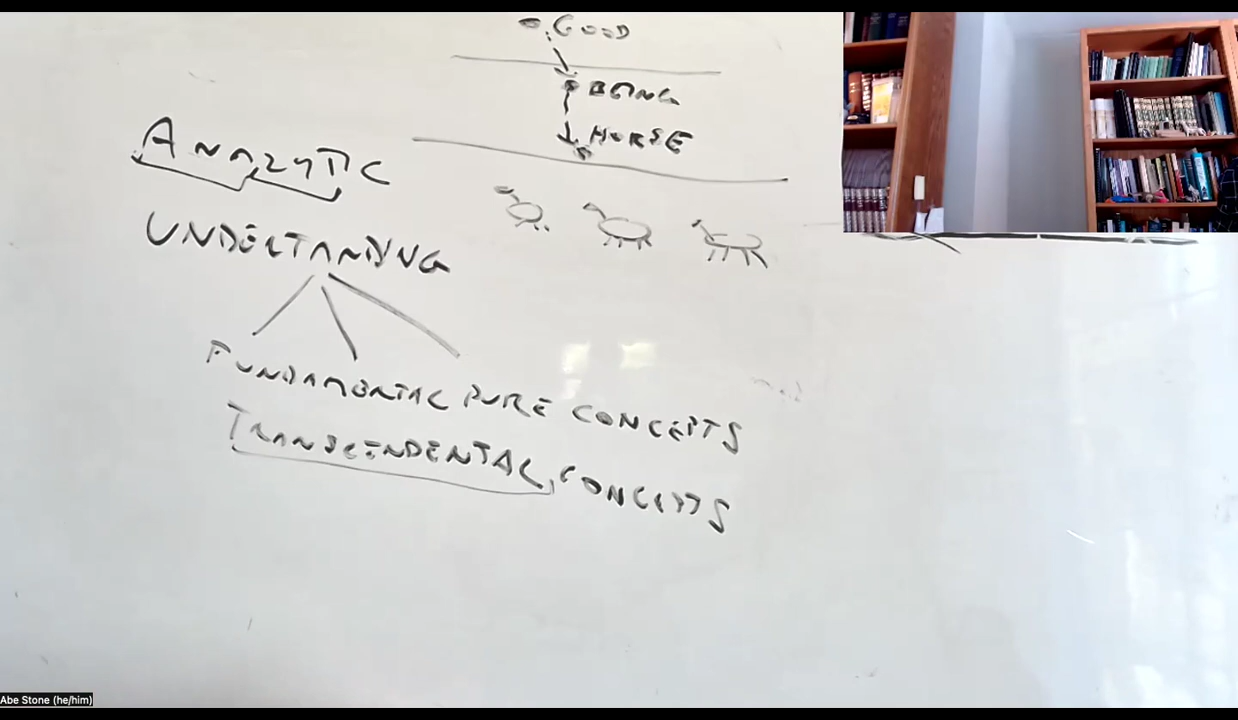 GOOD
BEING
HORSE
ANALYTIC
UNDERSTANDING
FUNDAMENTAL PURE CONCEPTS
TRANSCENDENTAL CONCEPTS
Abe Stone (he/him)